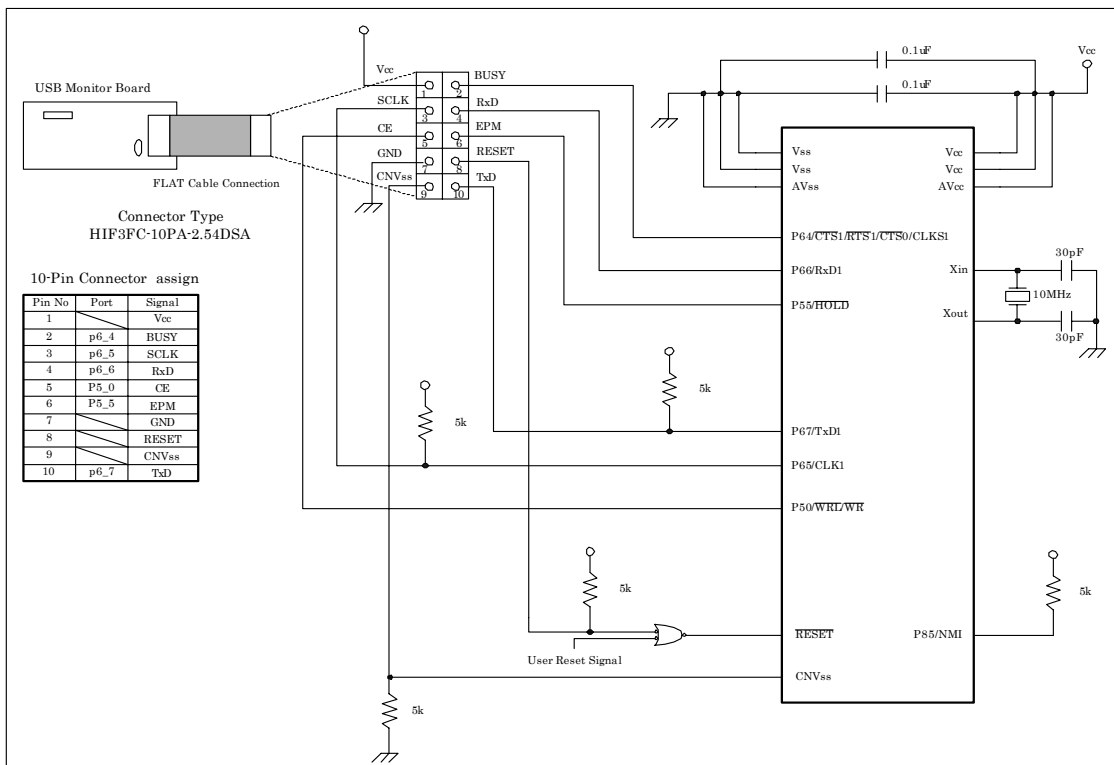 USB Monitor Board
FLAT Cable Connection
Connector Type
HIF3FC-10PA-2.54DSA
10-Pin Connector assign
Pin No Port Signal
1 Vcc
2 p6_4 BUSY
3 p6_5 SCLK
4 p6_6 RxD
5 P5_0 CE
6 P5_5 EPM
7 GND
8 RESET
9 CNVss
10 p6_7 TxD
Vcc 1 2 BUSY
SCLK 3 4 RxD
CE 5 6 EPM
GND 7 8 RESET
CNVss 9 10 TxD
0.1uF
0.1uF
Vcc
Vss Vcc
Vss Vcc
AVss AVcc
P64/CTS1/RTS1/CTS0/CLKS1
P66/RxD1
P55/HOLD
Xin
Xout
30pF
10MHz
30pF
5k
5k
P67/TxD1
P65/CLK1
P50/WRL/WR
5k
5k
User Reset Signal
RESET
P85/NMI
CNVss
5k